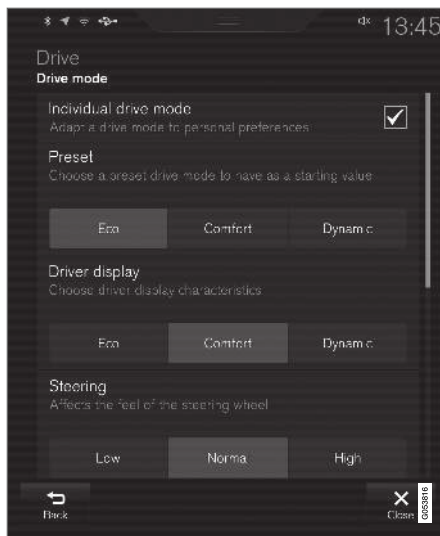 13:45
Drive
Drive mode
Individual drive mode
Adapt a drive mode to personal preferences
Preset
Choose a preset drive mode to have as a starting value
Eco Comfort Dynamic
Driver display
Choose driver display characteristics
Eco Comfort Dynamic
Steering
Affects the feel of the steering wheel
Low Normal High
Back Close
G053816